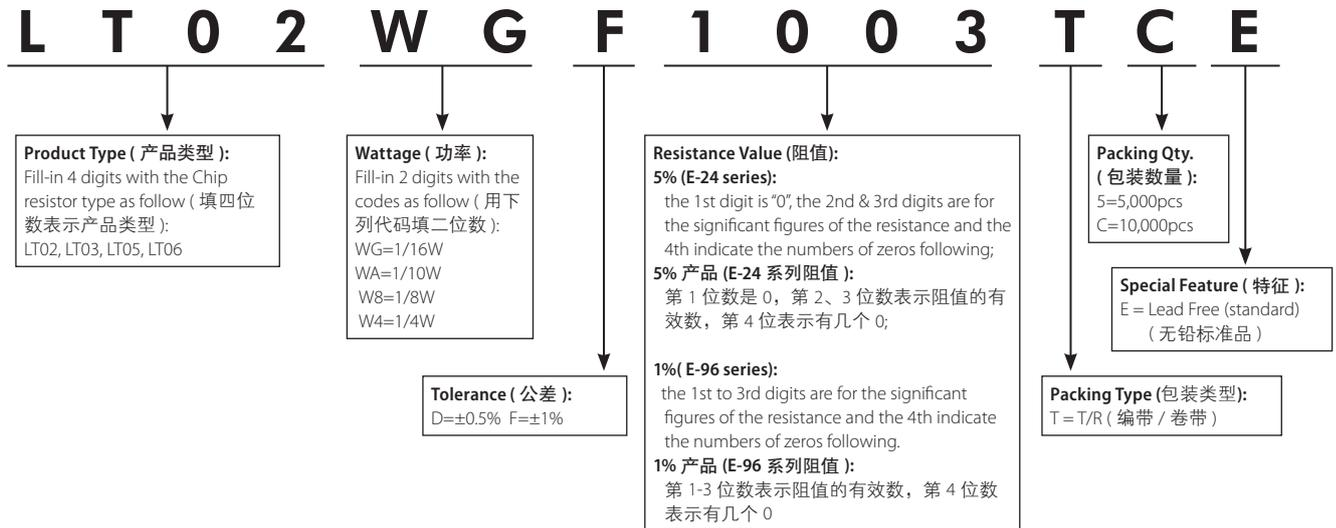 L T 0 2 W G F 1 0 0 3 T C E
Product Type ( 产品类型 ):
Fill-in 4 digits with the Chip
resistor type as follow ( 填四位
数表示产品类型 ):
LT02, LT03, LT05, LT06
Wattage ( 功率 ):
Fill-in 2 digits with the
codes as follow ( 用下
列代码填二位数 ):
WG=1/16W
WA=1/10W
W8=1/8W
W4=1/4W
Tolerance ( 公差 ):
D=±0.5% F=±1%
Resistance Value (阻值):
5% (E-24 series):
the 1st digit is “0”, the 2nd & 3rd digits are for
the significant figures of the resistance and the
4th indicate the numbers of zeros following;
5% 产品 (E-24 系列阻值 ):
第 1 位数是 0，第 2、3 位数表示阻值的有
效数，第 4 位表示有几个 0;
1%( E-96 series):
the 1st to 3rd digits are for the significant
figures of the resistance and the 4th indicate
the numbers of zeros following.
1% 产品 (E-96 系列阻值 ):
第 1-3 位数表示阻值的有效数，第 4 位数
表示有几个 0
Packing Qty.
( 包装数量 ):
5=5,000pcs
C=10,000pcs
Special Feature ( 特征 ):
E = Lead Free (standard)
( 无铅标准品 )
Packing Type (包装类型):
T = T/R ( 编带 / 卷带 )